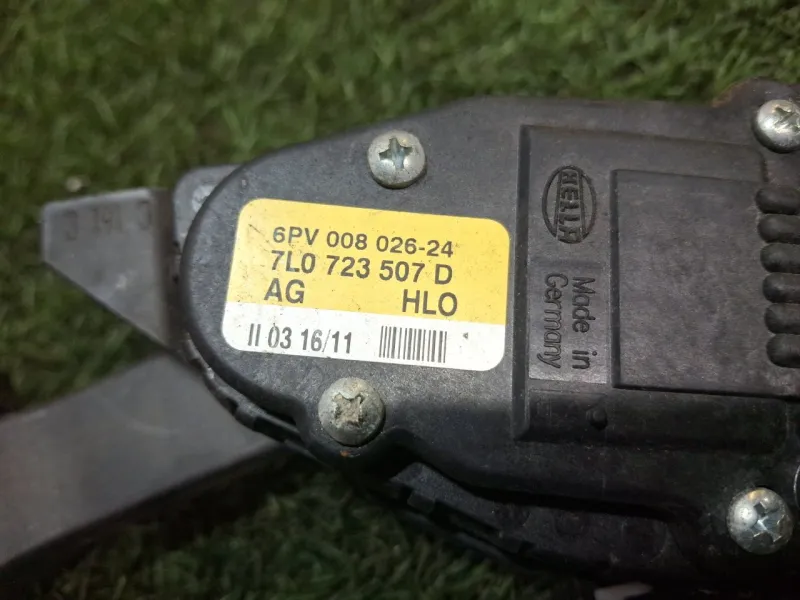 6PV 008 026-24
7L0 723 507 D
AG HLO
II 03 16/11
HELLA
Made in
Germany